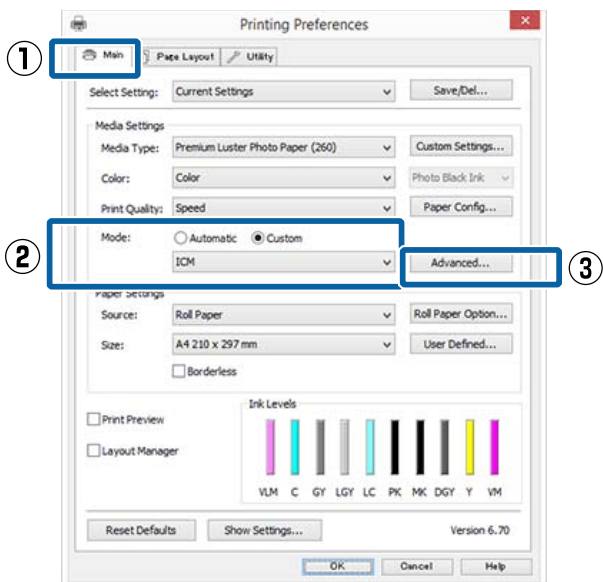 Printing Preferences
①
Main Page Layout Utility
Select Setting: Current Settings Save/Del...
Media Settings
Media Type: Premium Luster Photo Paper (260) Custom Settings...
Color: Color Photo Black Ink
Print Quality: Speed Paper Config...
②
Mode: Automatic Custom
ICM Advanced...
③
Paper Settings
Source: Roll Paper Roll Paper Option...
Size: A4 210 x 297 mm User Defined...
Borderless
Ink Levels
Print Preview
Layout Manager
VLM C GY LGY LC PK MK DGY Y VM
Reset Defaults Show Settings... Version 6.70
OK Cancel Help